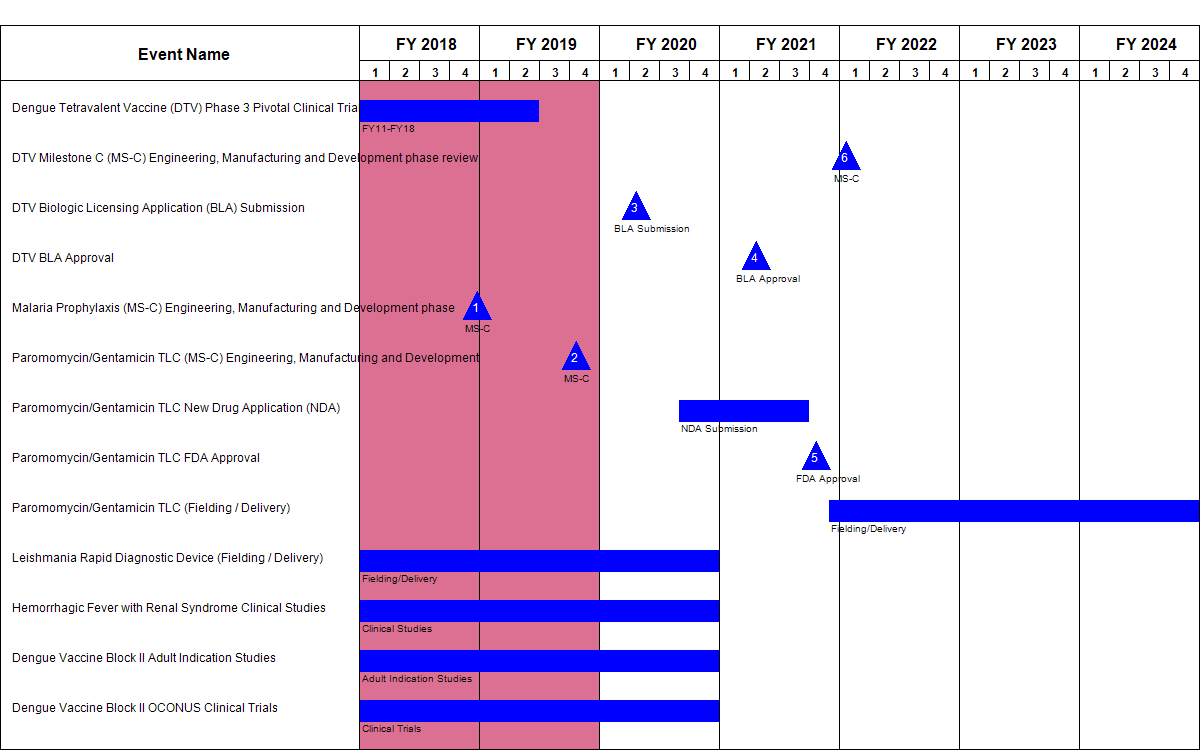 Event Name
FY 2018 FY 2019 FY 2020 FY 2021 FY 2022 FY 2023 FY 2024
1 2 3 4 1 2 3 4 1 2 3 4 1 2 3 4 1 2 3 4 1 2 3 4 1 2 3 4
Dengue Tetravalent Vaccine (DTV) Phase 3 Pivotal Clinical Tria
FY11-FY18
DTV Milestone C (MS-C) Engineering, Manufacturing and Development phase review
6
MS-C
DTV Biologic Licensing Application (BLA) Submission
3
BLA Submission
DTV BLA Approval
4
BLA Approval
Malaria Prophylaxis (MS-C) Engineering, Manufacturing and Development phase
1
MS-C
Paromomycin/Gentamicin TLC (MS-C) Engineering, Manufacturing and Development
2
MS-C
Paromomycin/Gentamicin TLC New Drug Application (NDA)
NDA Submission
Paromomycin/Gentamicin TLC FDA Approval
5
FDA Approval
Paromomycin/Gentamicin TLC (Fielding / Delivery)
Fielding/Delivery
Leishmania Rapid Diagnostic Device (Fielding / Delivery)
Fielding/Delivery
Hemorrhagic Fever with Renal Syndrome Clinical Studies
Clinical Studies
Dengue Vaccine Block II Adult Indication Studies
Adult Indication Studies
Dengue Vaccine Block II OCONUS Clinical Trials
Clinical Trials